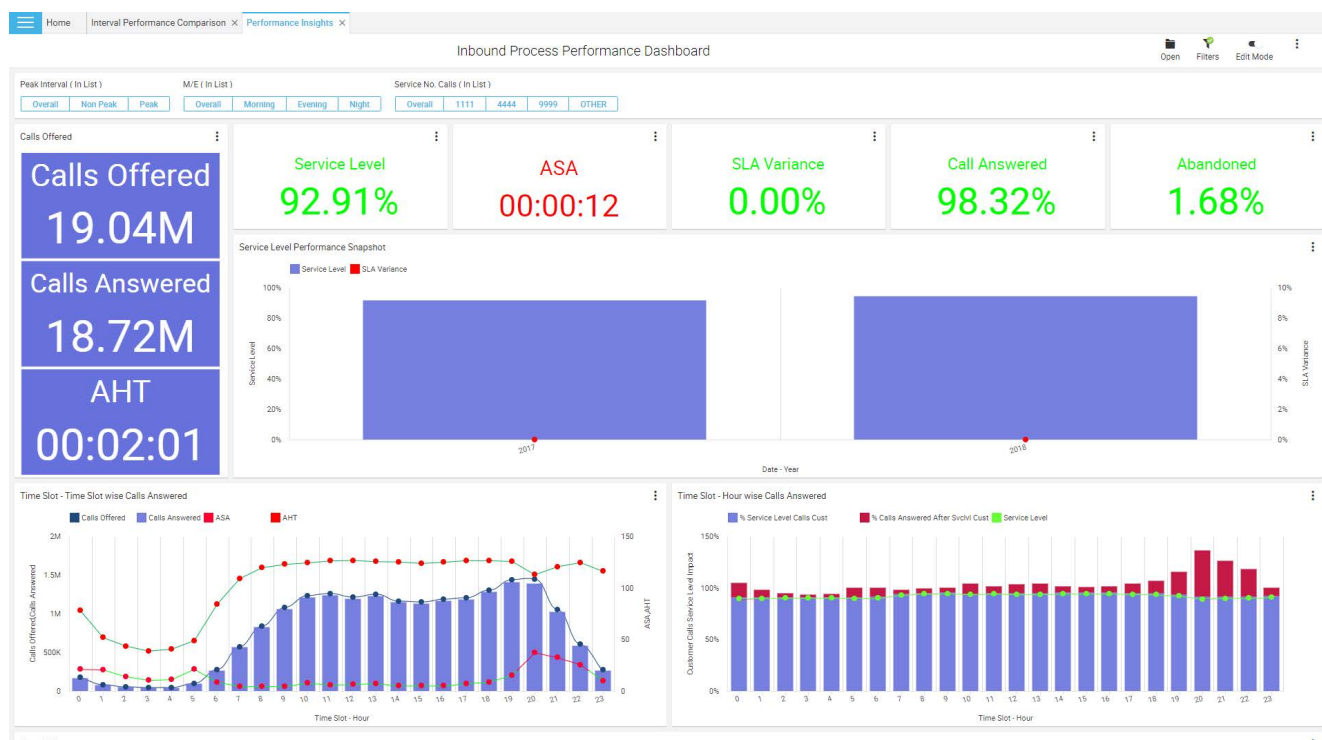 Home Interval Performance Comparison × Performance Insights ×
Inbound Process Performance Dashboard
Open Filters Edit Mode
Peak Interval ( In List ) M/E ( In List ) Service No. Calls ( In List )
Overall Non Peak Peak Overall Morning Evening Night Overall 1111 4444 9999 OTHER
Calls Offered
Calls Offered
19.04M
Calls Answered
18.72M
AHT
00:02:01
Service Level
92.91%
ASA
00:00:12
SLA Variance
0.00%
Call Answered
98.32%
Abandoned
1.68%
Service Level Performance Snapshot
Service Level SLA Variance
100%
80%
60%
40%
20%
0%
Service Level
10%
8%
6%
4%
2%
0%
SLA Variance
2017 2018
Date - Year
Time Slot - Time Slot wise Calls Answered
Calls Offered Calls Answered ASA AHT
2M
1.5M
1M
500K
0
Calls Offered/Calls Answered
150
100
50
0
ASA,AHT
0 1 2 3 4 5 6 7 8 9 10 11 12 13 14 15 16 17 18 19 20 21 22 23
Time Slot - Hour
Time Slot - Hour wise Calls Answered
% Service Level Calls Cust % Calls Answered After Svclvl Cust Service Level
150%
100%
50%
0%
Customer Calls Service Level Impact
0 1 2 3 4 5 6 7 8 9 10 11 12 13 14 15 16 17 18 19 20 21 22 23
Time Slot - Hour